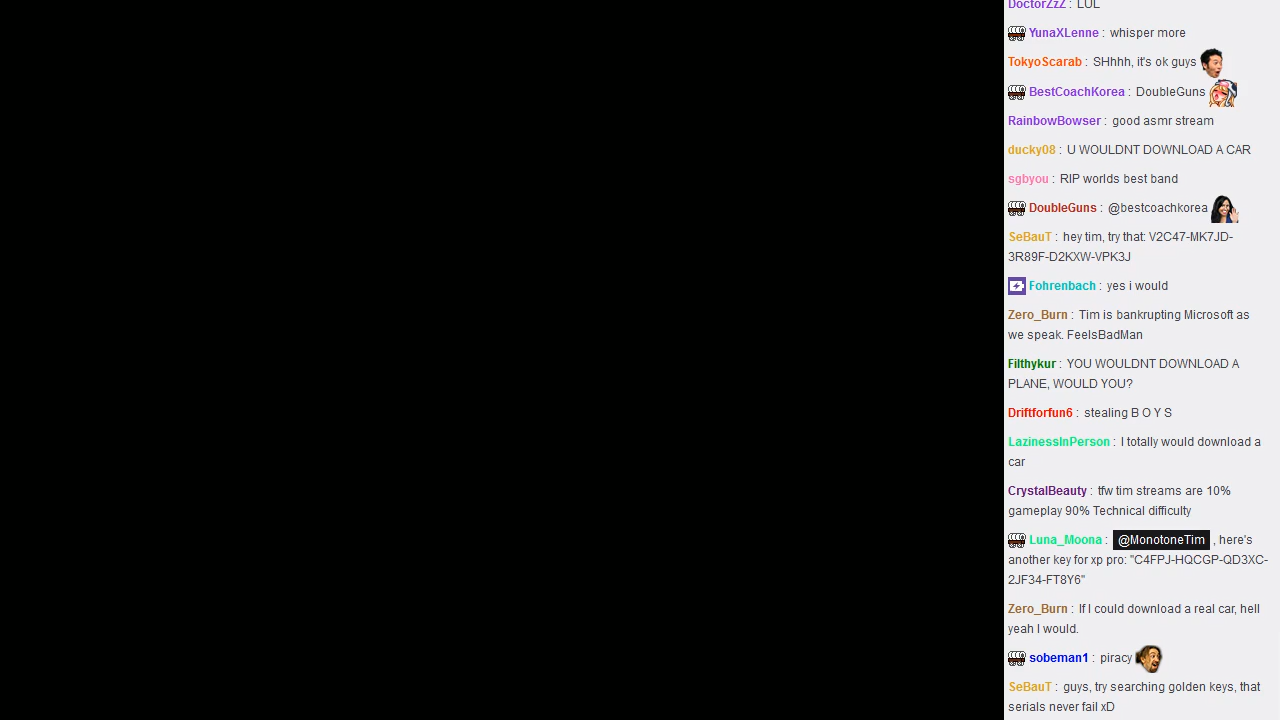 DoctorZzZ : LUL
YunaXLenne : whisper more
TokyoScarab : SHhhh, it's ok guys
BestCoachKorea : DoubleGuns
RainbowBowser : good asmr stream
ducky08 : U WOULDNT DOWNLOAD A CAR
sgbyou : RIP worlds best band
DoubleGuns : @bestcoachkorea
SeBauT : hey tim, try that: V2C47-MK7JD-
3R89F-D2KXW-VPK3J
Fohrenbach : yes i would
Zero_Burn : Tim is bankrupting Microsoft as
we speak. FeelsBadMan
Filthykur : YOU WOULDNT DOWNLOAD A
PLANE, WOULD YOU?
Driftforfun6 : stealing B O Y S
LazinessInPerson : I totally would download a
car
CrystalBeauty : tfw tim streams are 10%
gameplay 90% Technical difficulty
Luna_Moona : @MonotoneTim , here's
another key for xp pro: "C4FPJ-HQCGP-QD3XC-
2JF34-FT8Y6"
Zero_Burn : If I could download a real car, hell
yeah I would.
sobeman1 : piracy
SeBauT : guys, try searching golden keys, that
serials never fail xD